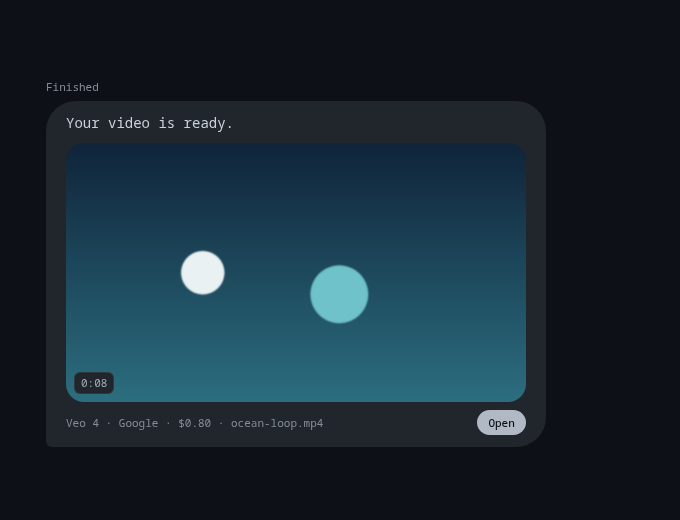 Finished
Your video is ready.
0:08
Veo 4 · Google · $0.80 · ocean-loop.mp4
Open